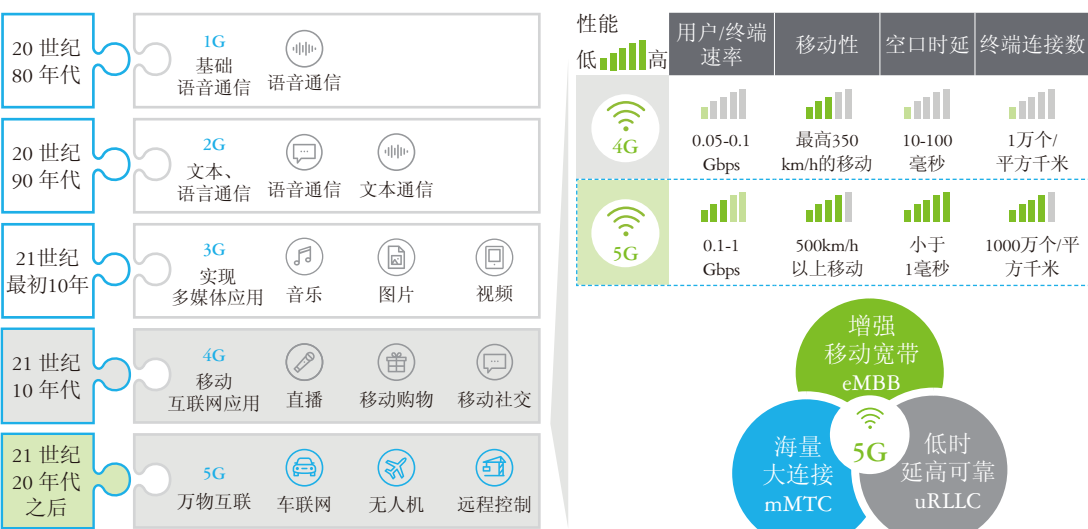 20 世纪
80 年代
1G
基础
语音通信
语音通信
20 世纪
90 年代
2G
文本、
语言通信
语音通信
文本通信
21世纪
最初10年
3G
实现
多媒体应用
音乐
图片
视频
21 世纪
10 年代
4G
移动
互联网应用
直播
移动购物
移动社交
21 世纪
20 年代
之后
5G
万物互联
车联网
无人机
远程控制
性能
低 高
用户/终端
速率
移动性
空口时延
终端连接数
4G
0.05-0.1
Gbps
最高350
km/h的移动
10-100
毫秒
1万个/
平方千米
5G
0.1-1
Gbps
500km/h
以上移动
小于
1毫秒
1000万个/平
方千米
增强
移动宽带
eMBB
海量
大连接
mMTC
5G
低时
延高可靠
uRLLC